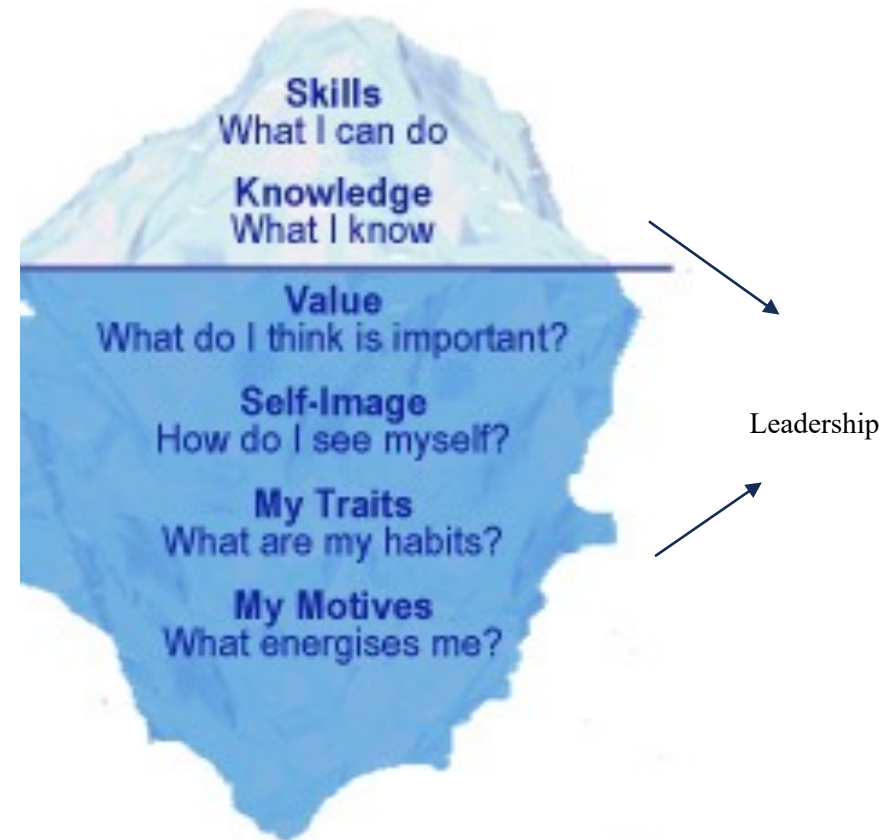 Skills
What I can do
Knowledge
What I know
Value
What do I think is important?
Self-Image
How do I see myself?
My Traits
What are my habits?
My Motives
What energises me?
Leadership